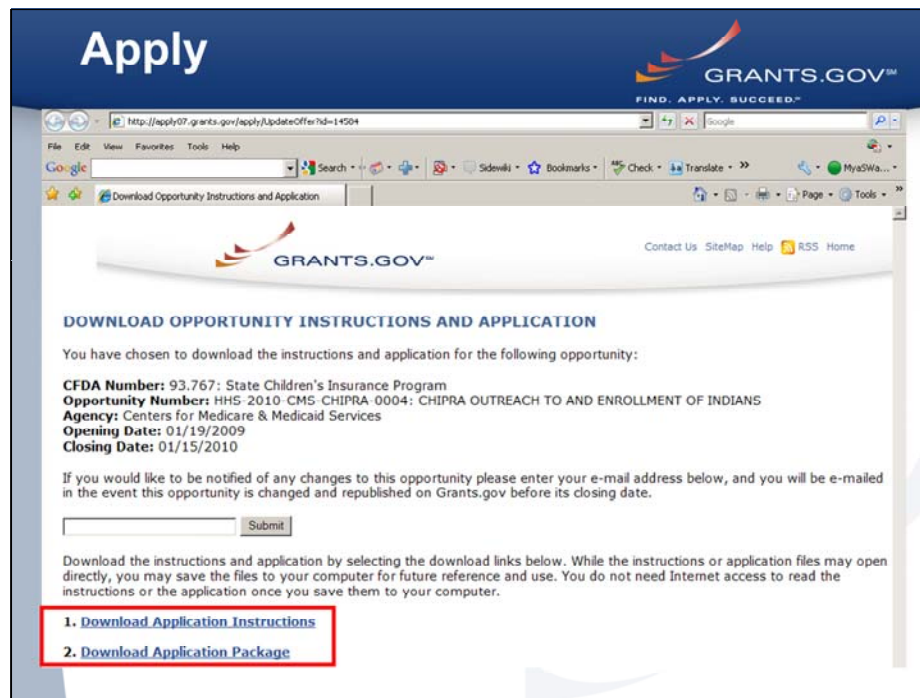 Apply
GRANTS.GOV℠
FIND. APPLY. SUCCEED.℠
http://apply07.grants.gov/apply/UpdateOffer?id=14584
Google
File Edit View Favorites Tools Help
Google Search Sidewiki Bookmarks Check Translate » MyaSWa...
Download Opportunity Instructions and Application
Page Tools »
GRANTS.GOV℠
Contact Us SiteMap Help RSS Home
DOWNLOAD OPPORTUNITY INSTRUCTIONS AND APPLICATION
You have chosen to download the instructions and application for the following opportunity:
CFDA Number: 93.767: State Children's Insurance Program
Opportunity Number: HHS-2010-CMS-CHIPRA-0004: CHIPRA OUTREACH TO AND ENROLLMENT OF INDIANS
Agency: Centers for Medicare & Medicaid Services
Opening Date: 01/19/2009
Closing Date: 01/15/2010
If you would like to be notified of any changes to this opportunity please enter your e-mail address below, and you will be e-mailed
in the event this opportunity is changed and republished on Grants.gov before its closing date.
Submit
Download the instructions and application by selecting the download links below. While the instructions or application files may open
directly, you may save the files to your computer for future reference and use. You do not need Internet access to read the
instructions or the application once you save them to your computer.
1. Download Application Instructions
2. Download Application Package